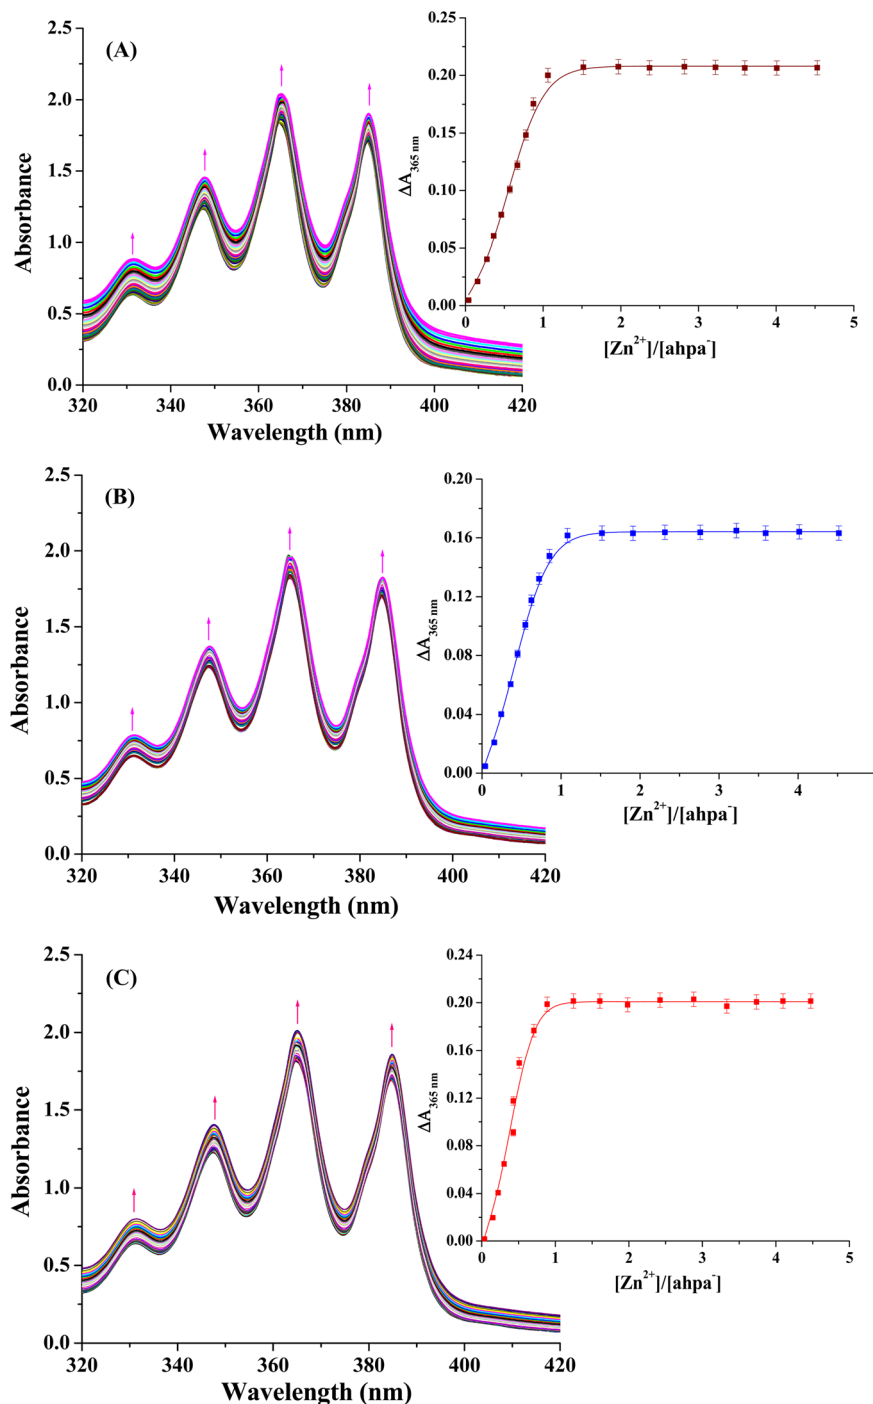 (A)
Absorbance
2.5
2.0
1.5
1.0
0.5
0.0
320 340 360 380 400 420
Wavelength (nm)
ΔA365 nm
0.25
0.20
0.15
0.10
0.05
0.00
0 1 2 3 4 5
[Zn2+]/[ahpa-]
(B)
Absorbance
2.5
2.0
1.5
1.0
0.5
0.0
320 340 360 380 400 420
Wavelength (nm)
ΔA365 nm
0.20
0.16
0.12
0.08
0.04
0.00
0 1 2 3 4
[Zn2+]/[ahpa-]
(C)
Absorbance
2.5
2.0
1.5
1.0
0.5
0.0
320 340 360 380 400 420
Wavelength (nm)
ΔA365 nm
0.24
0.20
0.16
0.12
0.08
0.04
0.00
0 1 2 3 4 5
[Zn2+]/[ahpa-]